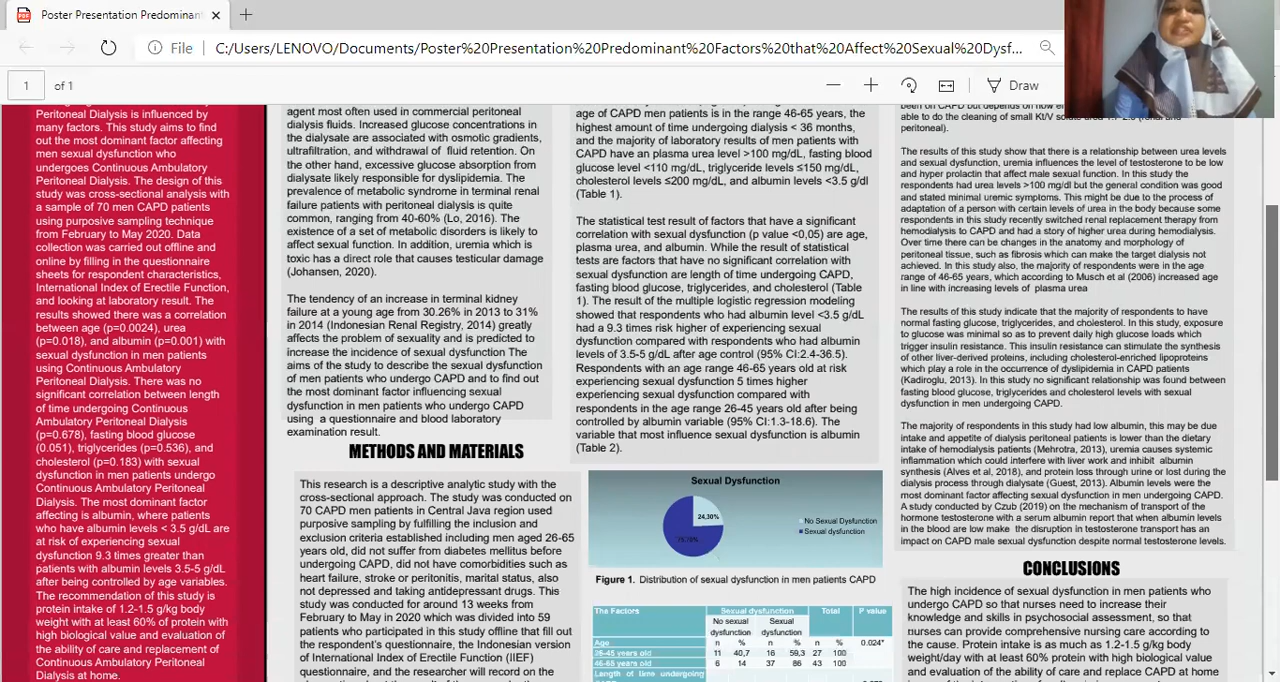 Poster Presentation Predominant
File
C:/Users/LENOVO/Documents/Poster%20Presentation%20Predominant%20Factors%20that%20Affect%20Sexual%20Dysf...
1 of 1
Draw
Peritoneal Dialysis is influenced by
many factors. This study aims to find
out the most dominant factor affecting
men sexual dysfunction who
undergoes Continuous Ambulatory
Peritoneal Dialysis. The design of this
study was cross-sectional analysis with
a sample of 70 men CAPD patients
using purposive sampling technique
from February to May 2020. Data
collection was carried out offline and
online by filling in the questionnaire
sheets for respondent characteristics,
International Index of Erectile Function,
and looking at laboratory result. The
results showed there was a correlation
between age (p=0.0024), urea
(p=0.018), and albumin (p=0.001) with
sexual dysfunction in men patients
using Continuous Ambulatory
Peritoneal Dialysis. There was no
significant correlation between length
of time undergoing Continuous
Ambulatory Peritoneal Dialysis
(p=0.678), fasting blood glucose
(0.051), triglycerides (p=0.536), and
cholesterol (p=0.183) with sexual
dysfunction in men patients undergo
Continuous Ambulatory Peritoneal
Dialysis. The most dominant factor
affecting is albumin, where patients
who have albumin levels < 3.5 g/dL are
at risk of experiencing sexual
dysfunction 9.3 times greater than
patients with albumin levels 3.5-5 g/dL
after being controlled by age variables.
The recommendation of this study is
protein intake of 1.2-1.5 g/kg body
weight with at least 60% of protein with
high biological value and evaluation of
the ability of care and replacement of
Continuous Ambulatory Peritoneal
Dialysis at home.
agent most often used in commercial peritoneal
dialysis fluids. Increased glucose concentrations in
the dialysate are associated with osmotic gradients,
ultrafiltration, and withdrawal of fluid retention. On
the other hand, excessive glucose absorption from
dialysate likely responsible for dyslipidemia. The
prevalence of metabolic syndrome in terminal renal
failure patients with peritoneal dialysis is quite
common, ranging from 40-60% (Lo, 2016). The
existence of a set of metabolic disorders is likely to
affect sexual function. In addition, uremia which is
toxic has a direct role that causes testicular damage
(Johansen, 2020).
The tendency of an increase in terminal kidney
failure at a young age from 30.26% in 2013 to 31%
in 2014 (Indonesian Renal Registry, 2014) greatly
affects the problem of sexuality and is predicted to
increase the incidence of sexual dysfunction The
aims of the study to describe the sexual dysfunction
of men patients who undergo CAPD and to find out
the most dominant factor influencing sexual
dysfunction in men patients who undergo CAPD
using a questionnaire and blood laboratory
examination result.
METHODS AND MATERIALS
This research is a descriptive analytic study with the
cross-sectional approach. The study was conducted on
70 CAPD men patients in Central Java region used
purposive sampling by fulfilling the inclusion and
exclusion criteria established including men aged 26-65
years old, did not suffer from diabetes mellitus before
undergoing CAPD, did not have comorbidities such as
heart failure, stroke or peritonitis, marital status, also
not depressed and taking antidepressant drugs. This
study was conducted for around 13 weeks from
February to May in 2020 which was divided into 59
patients who participated in this study offline that fill out
the respondent's questionnaire, the Indonesian version
of International Index of Erectile Function (IIEF)
questionnaire, and the researcher will record on the
age of CAPD men patients is in the range 46-65 years, the
highest amount of time undergoing dialysis < 36 months,
and the majority of laboratory results of men patients with
CAPD have an plasma urea level >100 mg/dL, fasting blood
glucose level <110 mg/dL, triglyceride levels ≤150 mg/dL,
cholesterol levels ≤200 mg/dL, and albumin levels <3.5 g/dl
(Table 1).
The statistical test result of factors that have a significant
correlation with sexual dysfunction (p value <0,05) are age,
plasma urea, and albumin. While the result of statistical
tests are factors that have no significant correlation with
sexual dysfunction are length of time undergoing CAPD,
fasting blood glucose, triglycerides, and cholesterol (Table
1). The result of the multiple logistic regression modeling
showed that respondents who had albumin level <3.5 g/dL
had a 9.3 times risk higher of experiencing sexual
dysfunction compared with respondents who had albumin
levels of 3.5-5 g/dL after age control (95% CI:2.4-36.5).
Respondents with an age range 46-65 years old at risk
experiencing sexual dysfunction 5 times higher
experiencing sexual dysfunction compared with
respondents in the age range 26-45 years old after being
controlled by albumin variable (95% CI:1.3-18.6). The
variable that most influence sexual dysfunction is albumin
(Table 2).
Sexual Dysfunction
24,30%
No Sexual Dysfunction
Sexual dysfunction
Figure 1. Distribution of sexual dysfunction in men patients CAPD
The Factors Sexual dysfunction Total P value
No sexual dysfunction Sexual dysfunction
Age n % n % n % 0.024*
26-45 years old 11 40,7 16 59,3 27 100
46-65 years old 6 14 37 86 43 100
Length of time undergoing
able to do the cleaning of small Kt/V
peritoneal).
The results of this study show that there is a relationship between urea levels
and sexual dysfunction, uremia influences the level of testosterone to be low
and hyper prolactin that affect male sexual function. In this study the
respondents had urea levels >100 mg/dl but the general condition was good
and stated minimal uremic symptoms. This might be due to the process of
adaptation of a person with certain levels of urea in the body because some
respondents in this study recently switched renal replacement therapy from
hemodialysis to CAPD and had a story of higher urea during hemodialysis.
Over time there can be changes in the anatomy and morphology of
peritoneal tissue, such as fibrosis which can make the target dialysis not
achieved. In this study also, the majority of respondents were in the age
range of 46-65 years, which according to Musch et al (2006) increased age
in line with increasing levels of plasma urea
The results of this study indicate that the majority of respondents to have
normal fasting glucose, triglycerides, and cholesterol. In this study, exposure
to glucose was minimal so as to prevent daily high glucose loads which
trigger insulin resistance. This insulin resistance can stimulate the synthesis
of other liver-derived proteins, including cholesterol-enriched lipoproteins
which play a role in the occurrence of dyslipidemia in CAPD patients
(Kadiroglu, 2013). In this study no significant relationship was found between
fasting blood glucose, triglycerides and cholesterol levels with sexual
dysfunction in men undergoing CAPD.
The majority of respondents in this study had low albumin, this may be due
intake and appetite of dialysis peritoneal patients is lower than the dietary
intake of hemodialysis patients (Mehrotra, 2013), uremia causes systemic
inflammation which could interfere with liver work and inhibit albumin
synthesis (Alves et al, 2018), and protein loss through urine or lost during the
dialysis process through dialysate (Guest, 2013). Albumin levels were the
most dominant factor affecting sexual dysfunction in men undergoing CAPD.
A study conducted by Czub (2019) on the mechanism of transport of the
hormone testosterone with a serum albumin report that when albumin levels
in the blood are low make the disruption in testosterone transport has an
impact on CAPD male sexual dysfunction despite normal testosterone levels.
CONCLUSIONS
The high incidence of sexual dysfunction in men patients who
undergo CAPD so that nurses need to increase their
knowledge and skills in psychosocial assessment, so
that nurses can provide comprehensive nursing care according to
the cause. Protein intake is as much as 1.2-1.5 g/kg body
weight/day with at least 60% protein with high biological value
and evaluation of the ability of care and replace CAPD at home